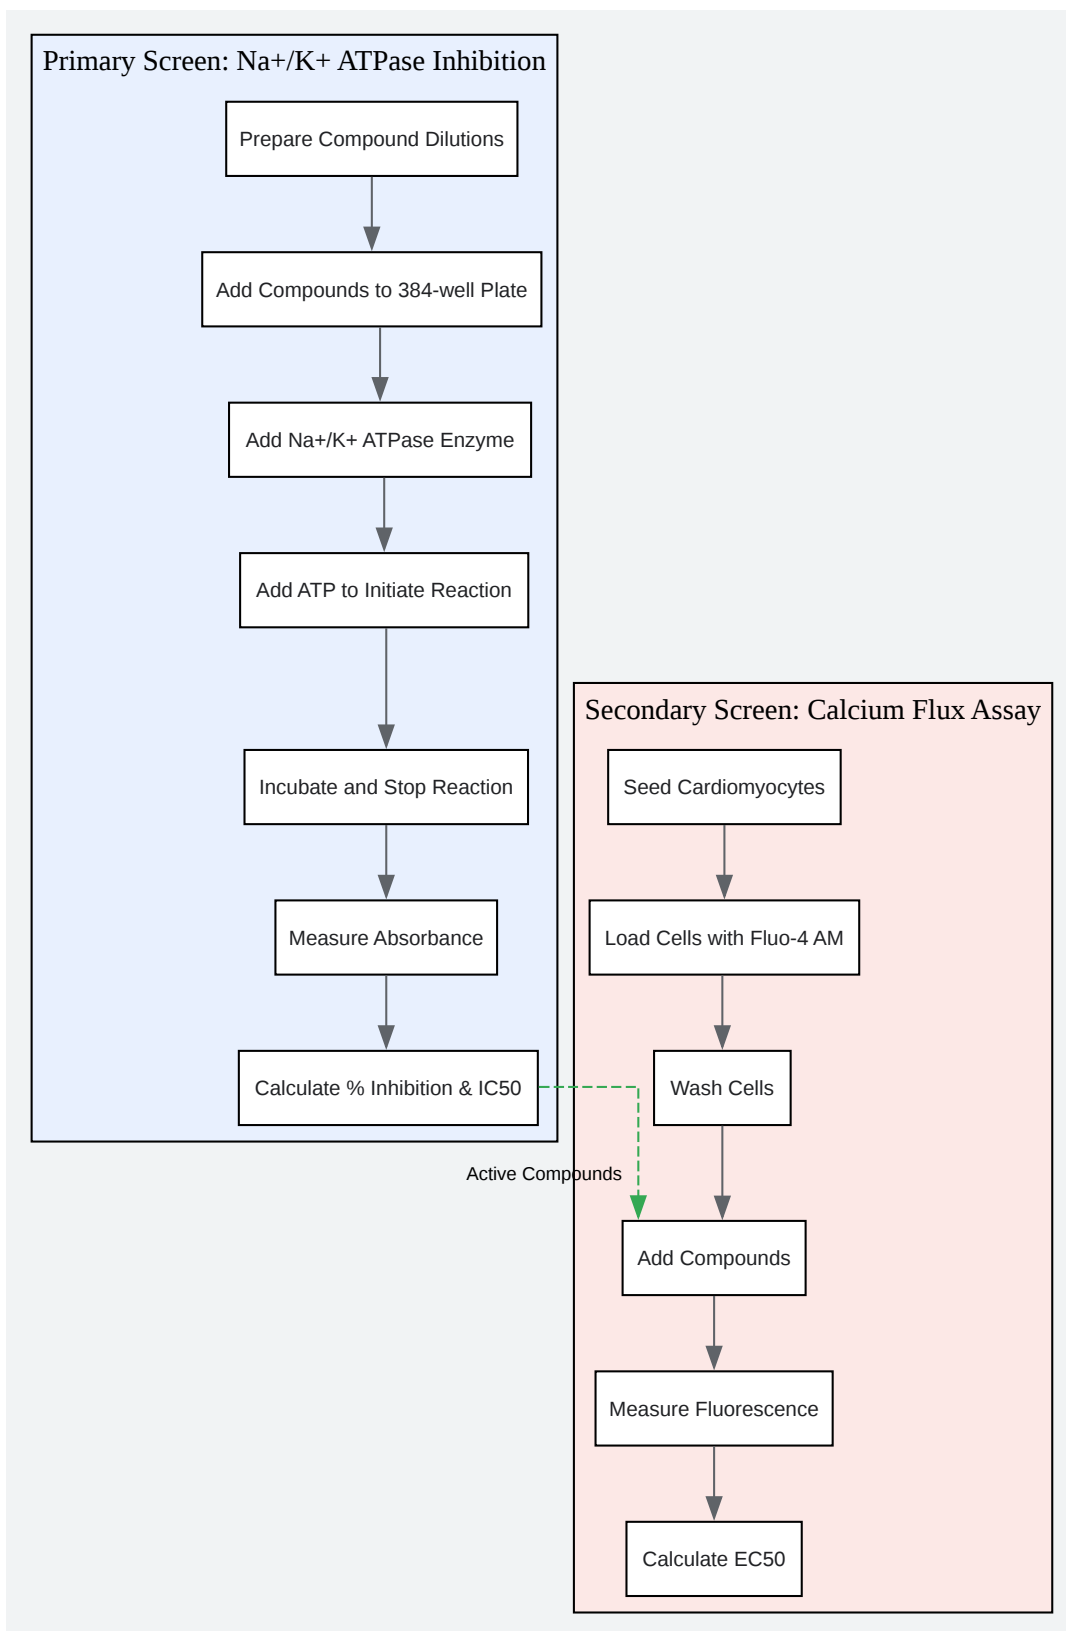 Primary Screen: Na+/K+ ATPase Inhibition
Prepare Compound Dilutions
Add Compounds to 384-well Plate
Add Na+/K+ ATPase Enzyme
Add ATP to Initiate Reaction
Incubate and Stop Reaction
Measure Absorbance
Calculate % Inhibition & IC50
Active Compounds
Secondary Screen: Calcium Flux Assay
Seed Cardiomyocytes
Load Cells with Fluo-4 AM
Wash Cells
Add Compounds
Measure Fluorescence
Calculate EC50